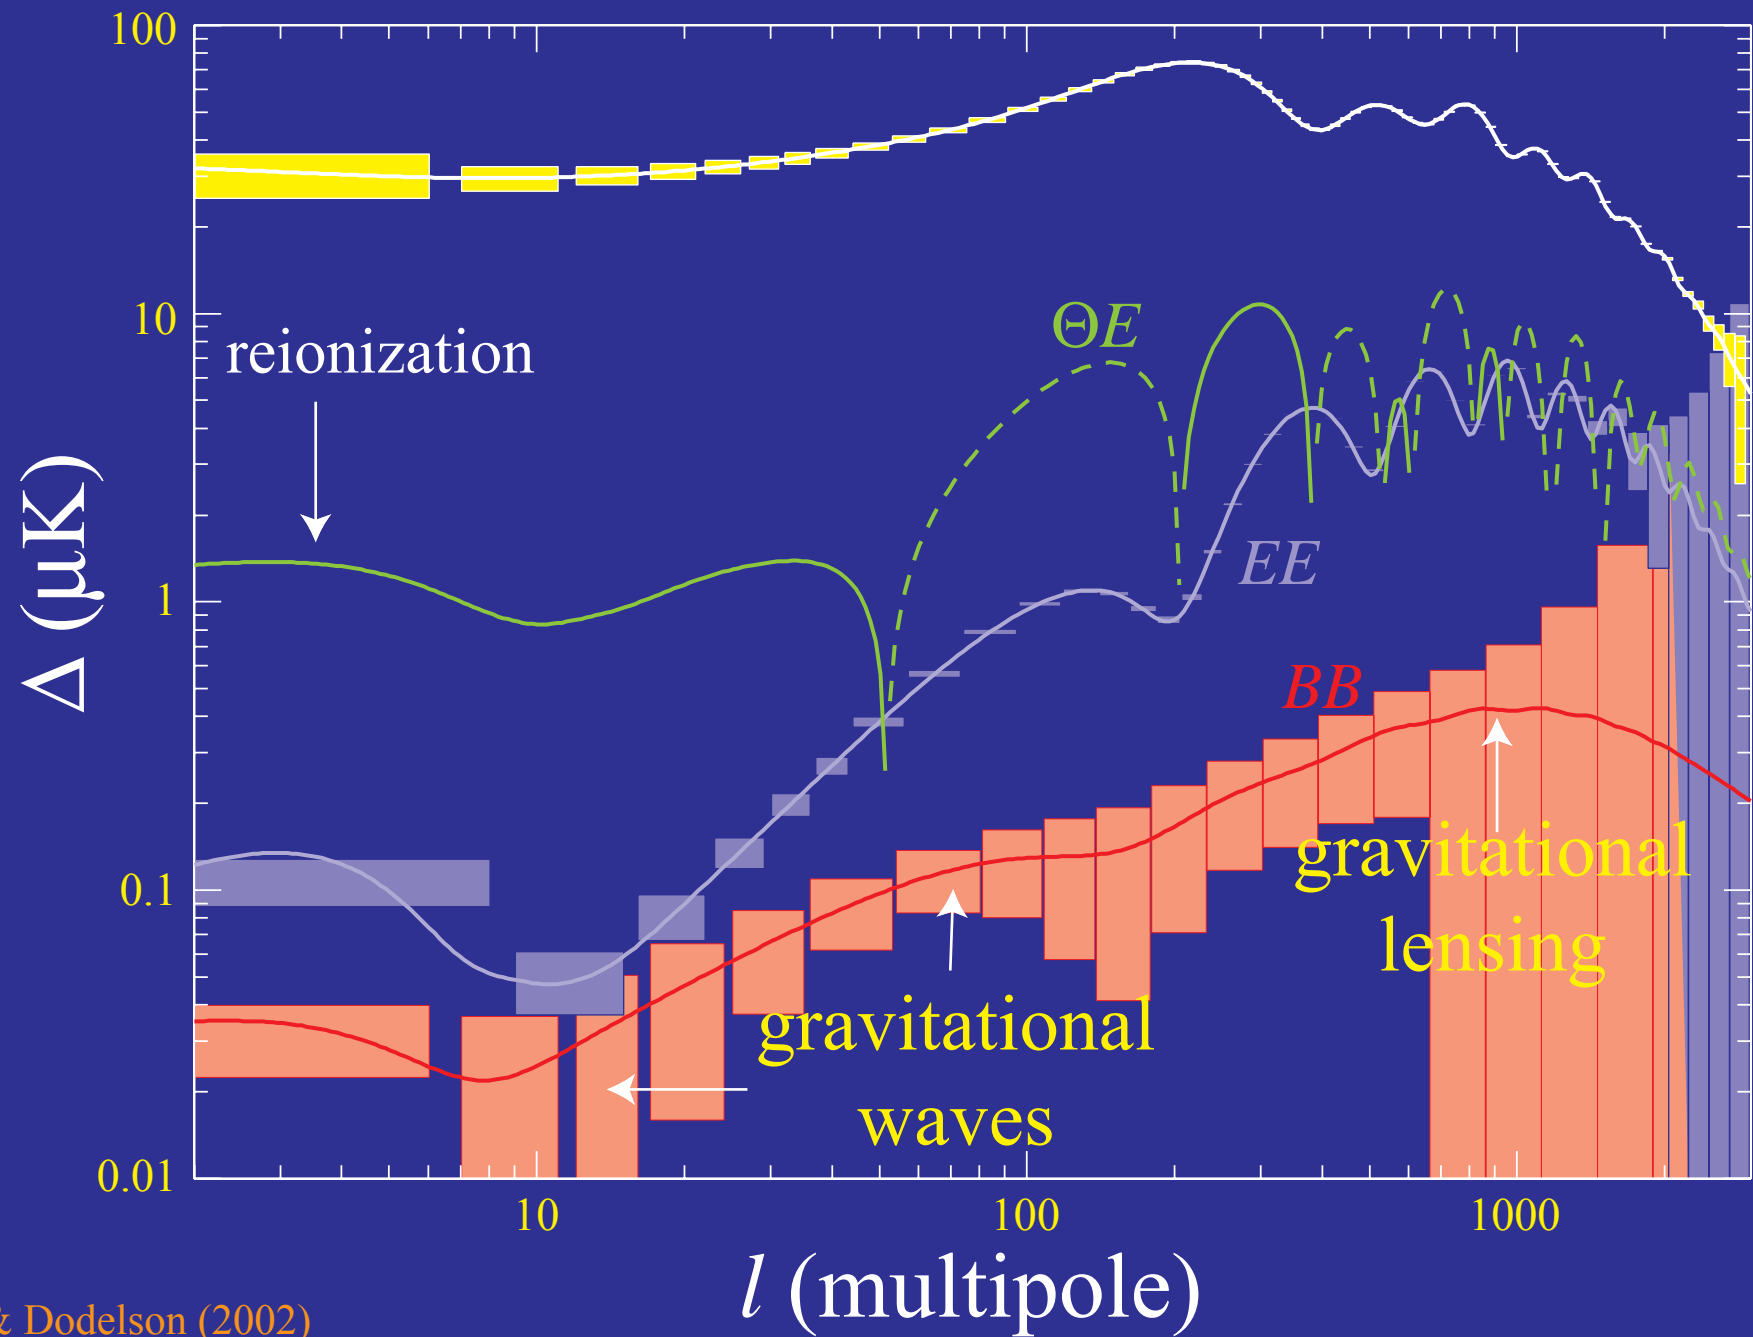 100
10
1
0.1
0.01
Δ (μK)
reionization
ΘE
EE
BB
gravitational
lensing
gravitational
waves
10
100
1000
l (multipole)
& Dodelson (2002)